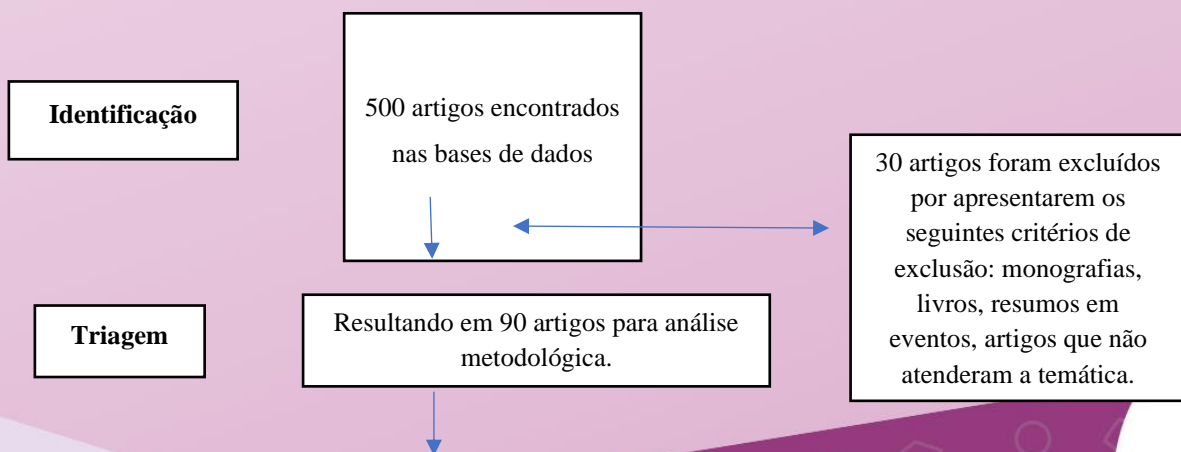 Identificação
500 artigos encontrados
nas bases de dados
30 artigos foram excluídos
por apresentarem os
seguintes critérios de
exclusão: monografias,
livros, resumos em
eventos, artigos que não
atenderam a temática.
Triagem
Resultando em 90 artigos para análise
metodológica.